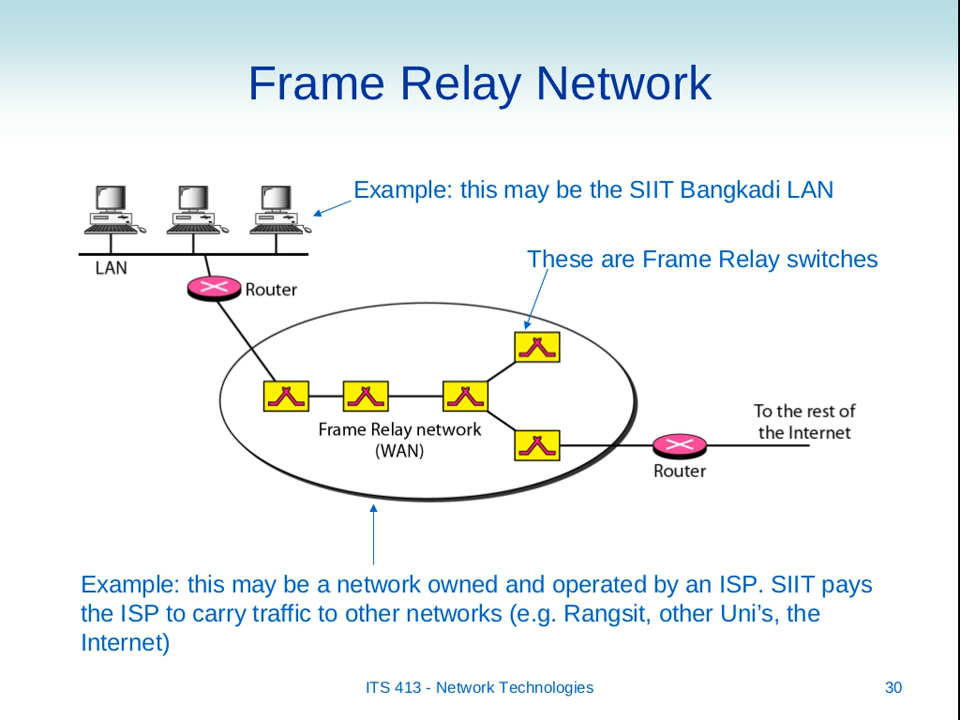 Frame Relay Network
Example: this may be the SIIT Bangkadi LAN
These are Frame Relay switches
LAN
Router
To the rest of
the Internet
Frame Relay network
(WAN)
Router
Example: this may be a network owned and operated by an ISP. SIIT pays
the ISP to carry traffic to other networks (e.g. Rangsit, other Uni’s, the
Internet)
ITS 413 - Network Technologies
30